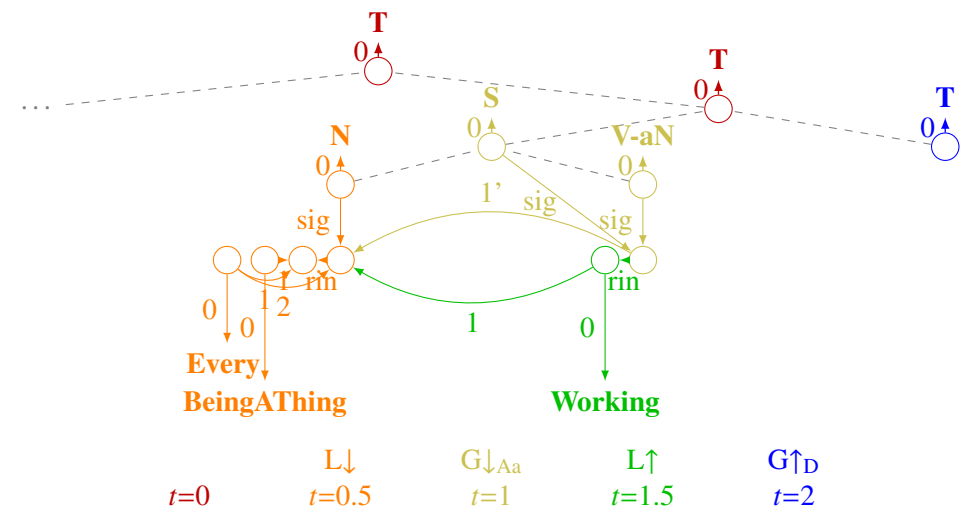 T
0
T
0
...
S
T
0
0
N
V-aN
0
0
1’
sig
sig
sig
1
1
rin
rin
2
0
0
1
0
Every
BeingAThing
Working
L↓ G↓Aa L↑ G↑D
t=0 t=0.5 t=1 t=1.5 t=2